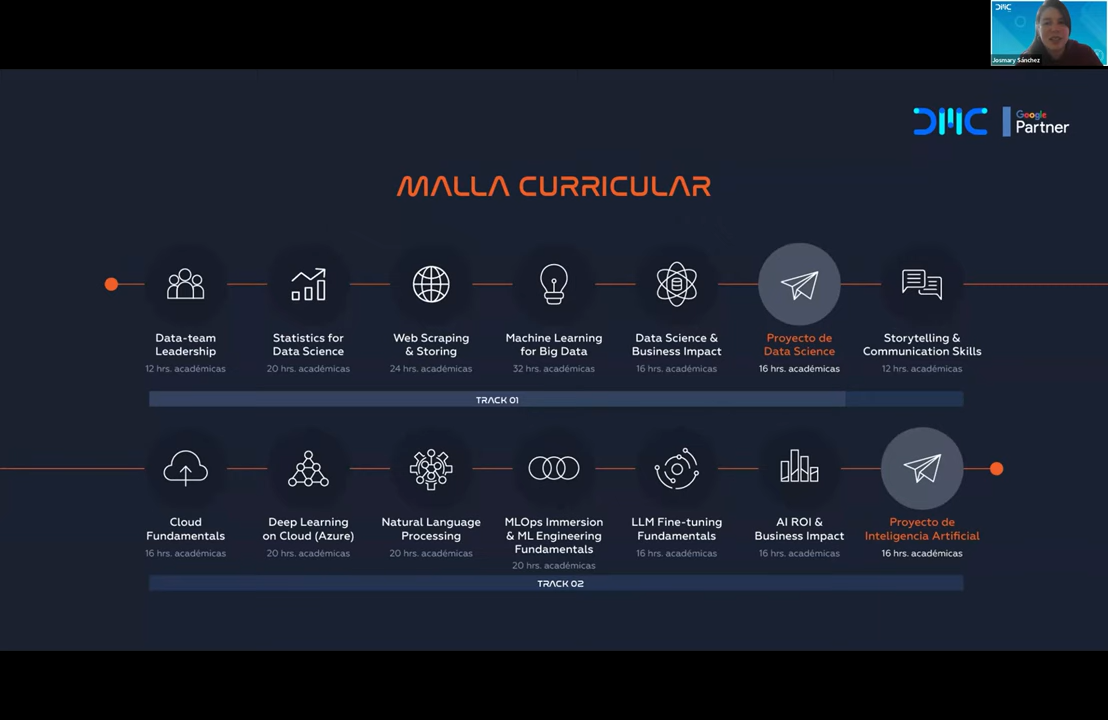 DMC
Josmary Sánchez
DMC
Google
Partner
MALLA CURRICULAR
Data-team
Leadership
12 hrs. académicas
Statistics for
Data Science
20 hrs. académicas
Web Scraping
& Storing
24 hrs. académicas
Machine Learning
for Big Data
32 hrs. académicas
Data Science &
Business Impact
16 hrs. académicas
Proyecto de
Data Science
16 hrs. académicas
Storytelling &
Communication Skills
12 hrs. académicas
TRACK 01
Cloud
Fundamentals
16 hrs. académicas
Deep Learning
on Cloud (Azure)
20 hrs. académicas
Natural Language
Processing
20 hrs. académicas
MLOps Immersion
& ML Engineering
Fundamentals
20 hrs. académicas
LLM Fine-tuning
Fundamentals
16 hrs. académicas
AI ROI &
Business Impact
16 hrs. académicas
Proyecto de
Inteligencia Artificial
16 hrs. académicas
TRACK 02